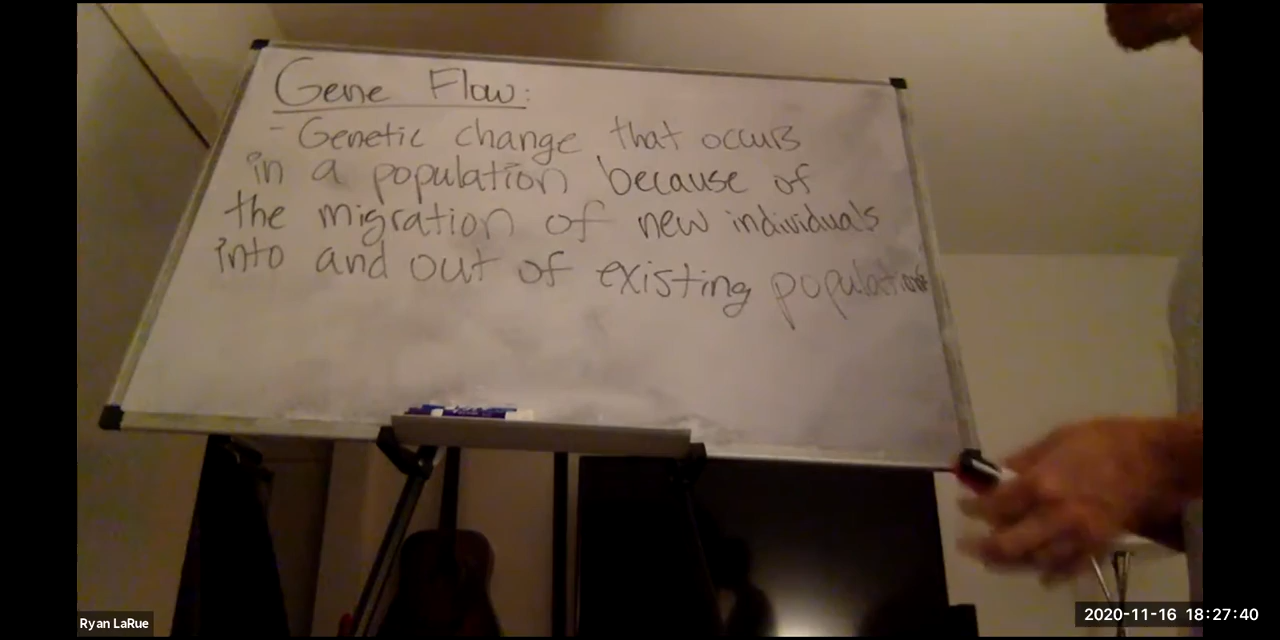 Gene Flow:
- Genetic change that occurs
in a population because of
the migration of new individuals
into and out of existing populations
Ryan LaRue
2020-11-16 18:27:40